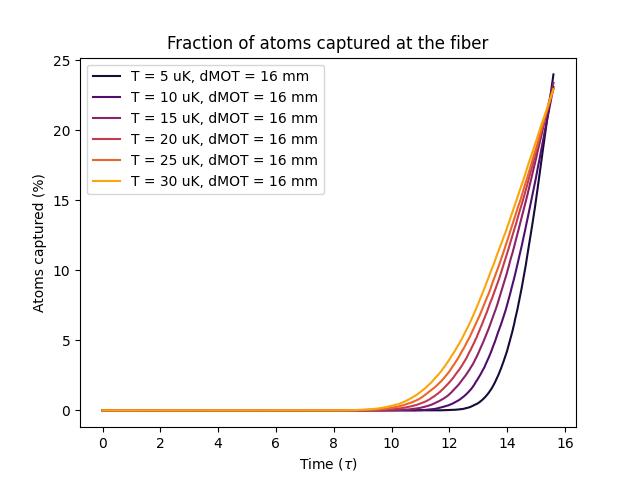 Fraction of atoms captured at the fiber
25
20
15
10
5
0
Atoms captured (%)
T = 5 uK, dMOT = 16 mm
T = 10 uK, dMOT = 16 mm
T = 15 uK, dMOT = 16 mm
T = 20 uK, dMOT = 16 mm
T = 25 uK, dMOT = 16 mm
T = 30 uK, dMOT = 16 mm
0 2 4 6 8 10 12 14 16
Time (τ)